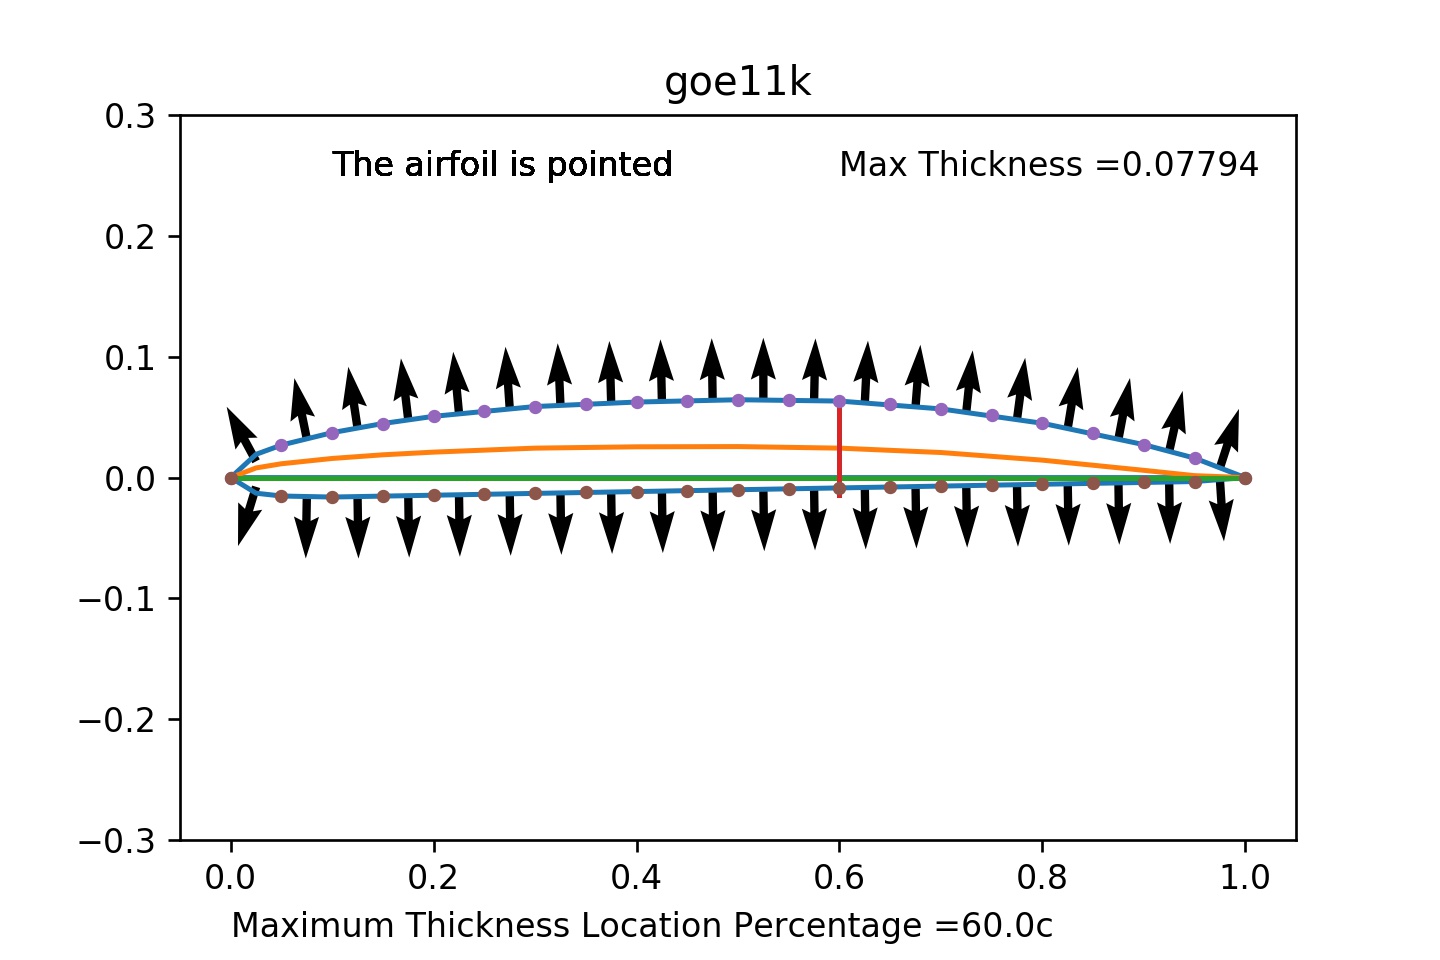 goe11k
The airfoil is pointed
Max Thickness =0.07794
0.3
0.2
0.1
0.0
−0.1
−0.2
−0.3
0.0 0.2 0.4 0.6 0.8 1.0
Maximum Thickness Location Percentage =60.0c